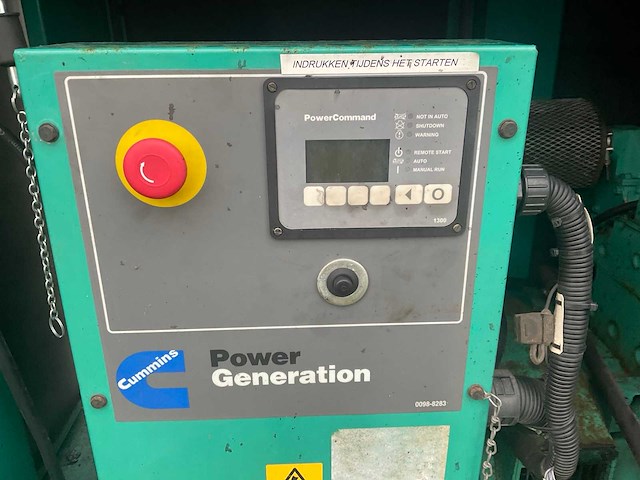 INDRUKKEN TIJDENS HET STARTEN
PowerCommand
NOT IN AUTO
SHUTDOWN
WARNING
REMOTE START
AUTO
MANUAL RUN
1300
Cummins
Power
Generation
0098-8283